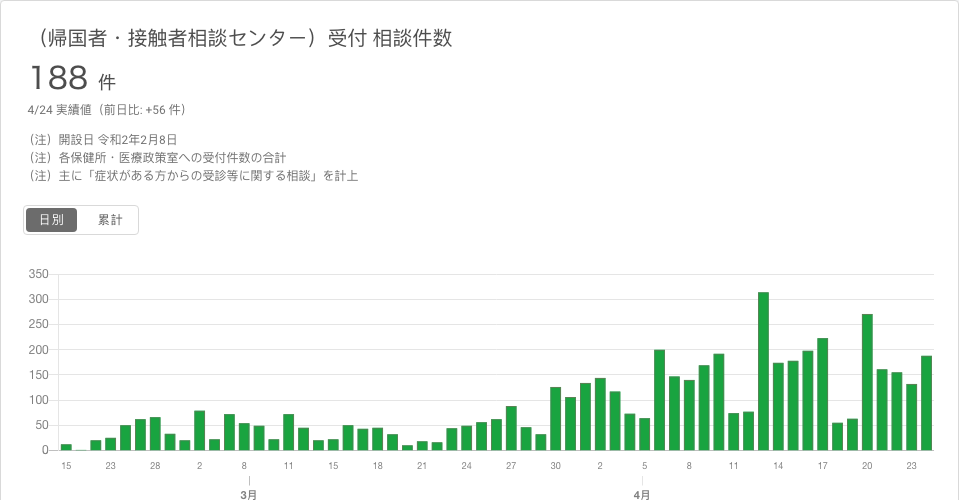 （帰国者・接触者相談センター）受付 相談件数
188 件
4/24 実績値（前日比: +56 件）
（注）開設日 令和2年2月8日
（注）各保健所・医療政策室への受付件数の合計
（注）主に「症状がある方からの受診等に関する相談」を計上
日別 累計
350
300
250
200
150
100
50
0
15 23 28 2 8 11 15 18 21 24 27 30 2 5 8 11 14 17 20 23
3月 4月